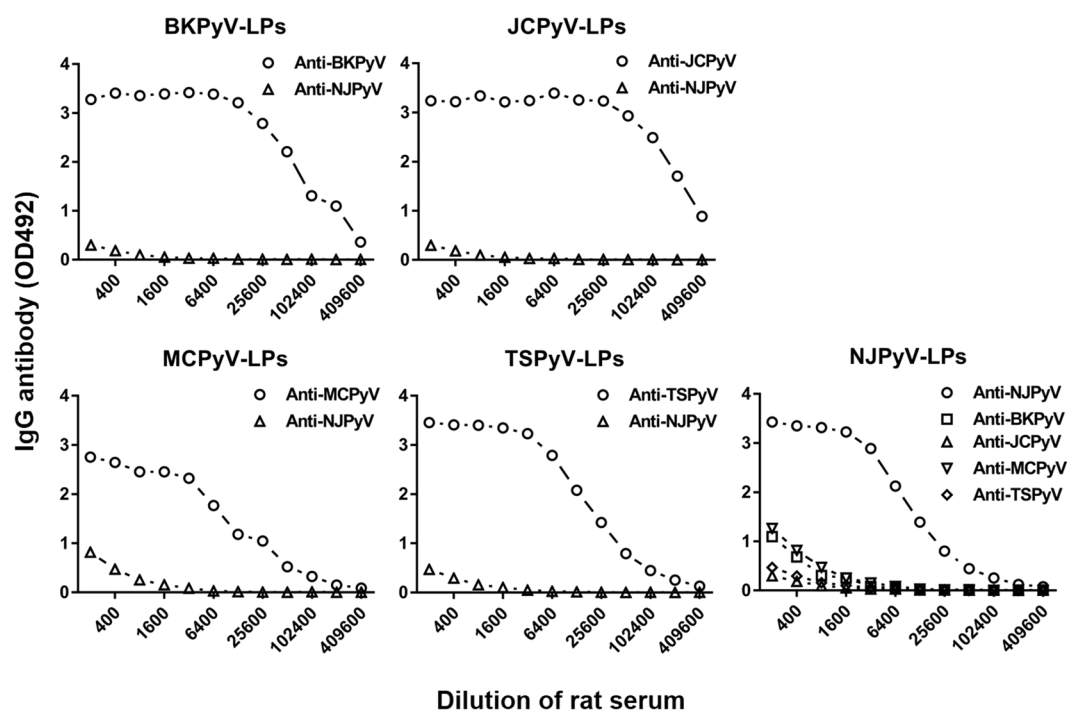 BKPyV-LPs
4
3
2
1
0
Anti-BKPyV
Anti-NJPyV
400
1600
6400
25600
102400
409600
JCPyV-LPs
4
3
2
1
0
Anti-JCPyV
Anti-NJPyV
400
1600
6400
25600
102400
409600
IgG antibody (OD492)
MCPyV-LPs
4
3
2
1
0
Anti-MCPyV
Anti-NJPyV
400
1600
6400
25600
102400
409600
TSPyV-LPs
4
3
2
1
0
Anti-TSPyV
Anti-NJPyV
400
1600
6400
25600
102400
409600
NJPyV-LPs
4
3
2
1
0
Anti-NJPyV
Anti-BKPyV
Anti-JCPyV
Anti-MCPyV
Anti-TSPyV
400
1600
6400
25600
102400
409600
Dilution of rat serum